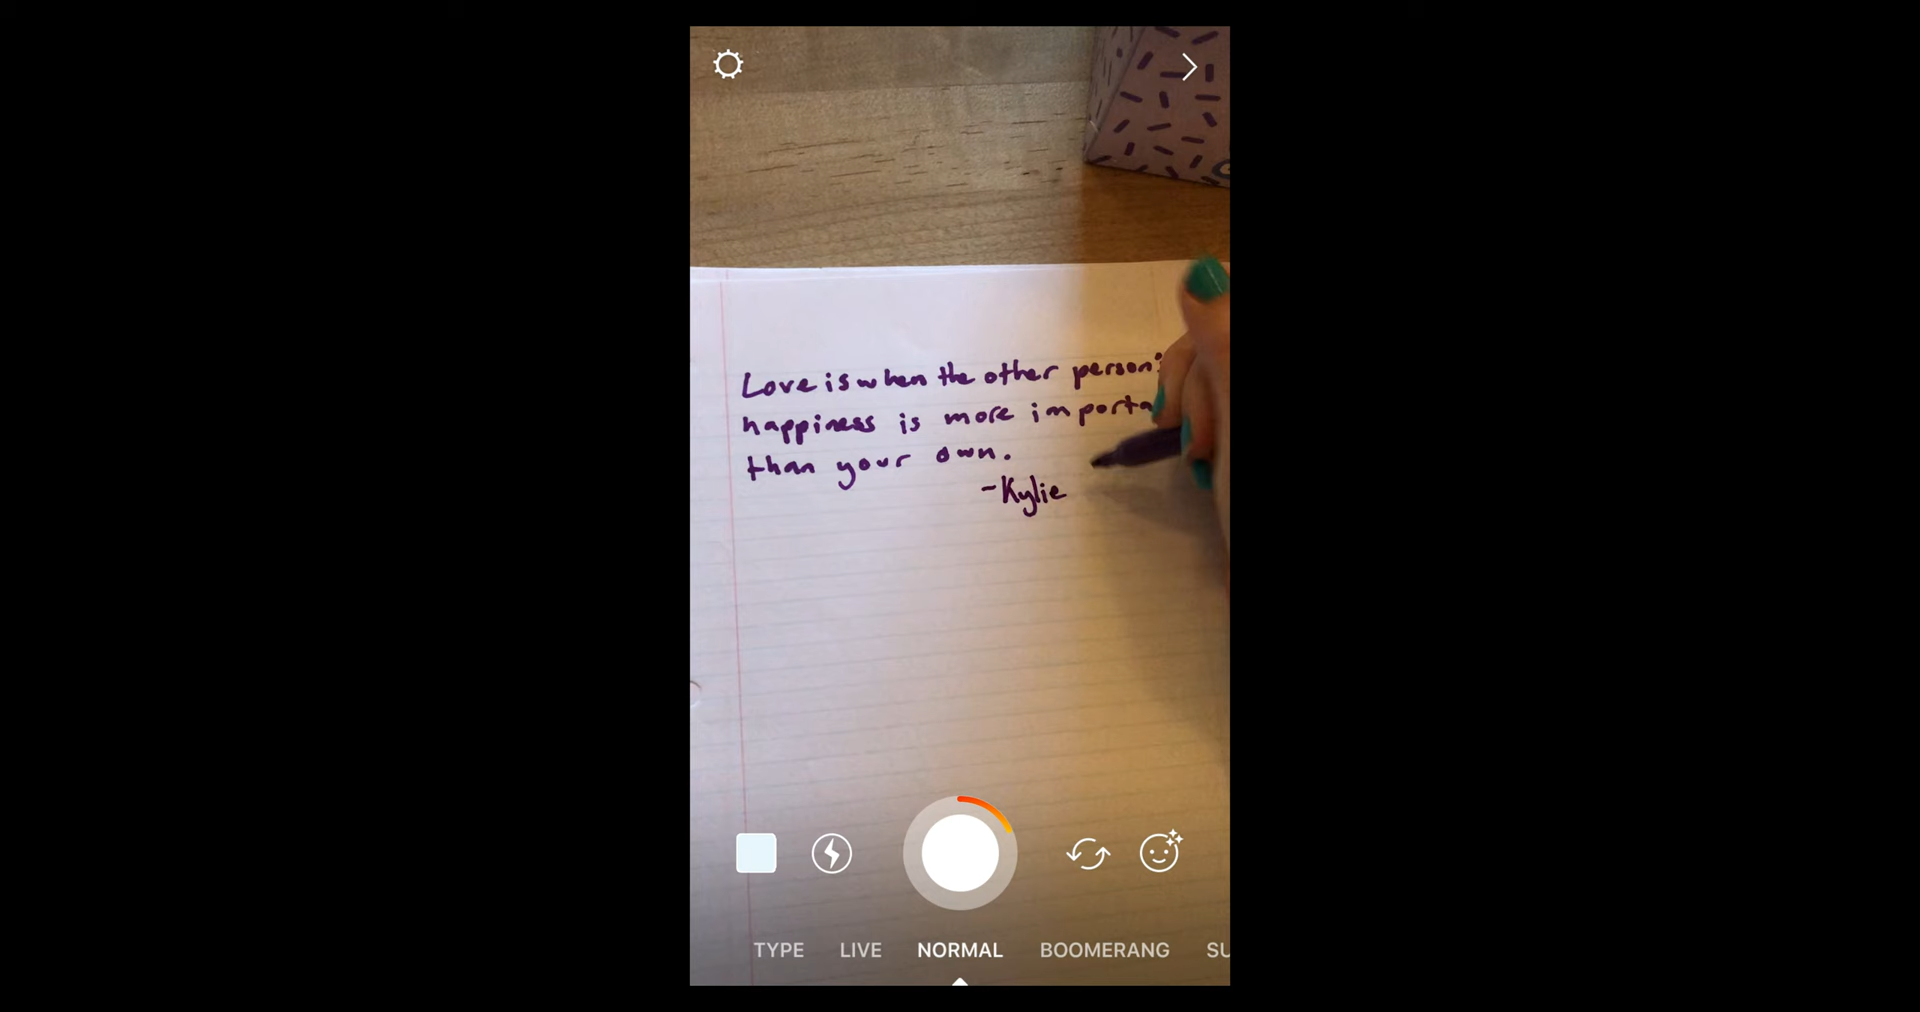 Love is when the other person's
happiness is more importa
than your own.
~Kylie
TYPE LIVE NORMAL BOOMERANG SU